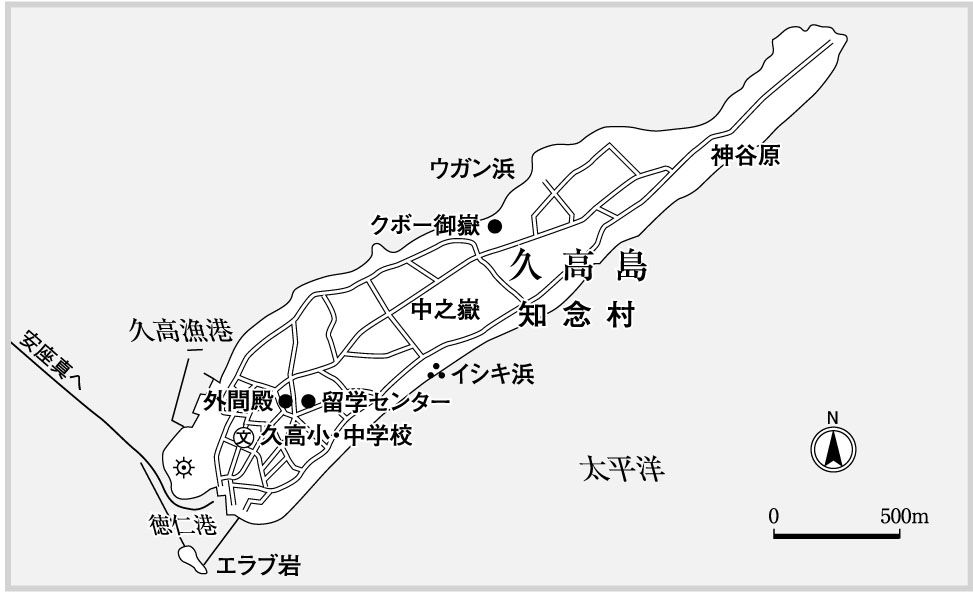 神谷原
ウガン浜
クボー御嶽
久高島
知念村
中之嶽
久高漁港
安座真へ
イシキ浜
外間殿
留学センター
文
久高小・中学校
太平洋
N
0 500m
徳仁港
エラブ岩